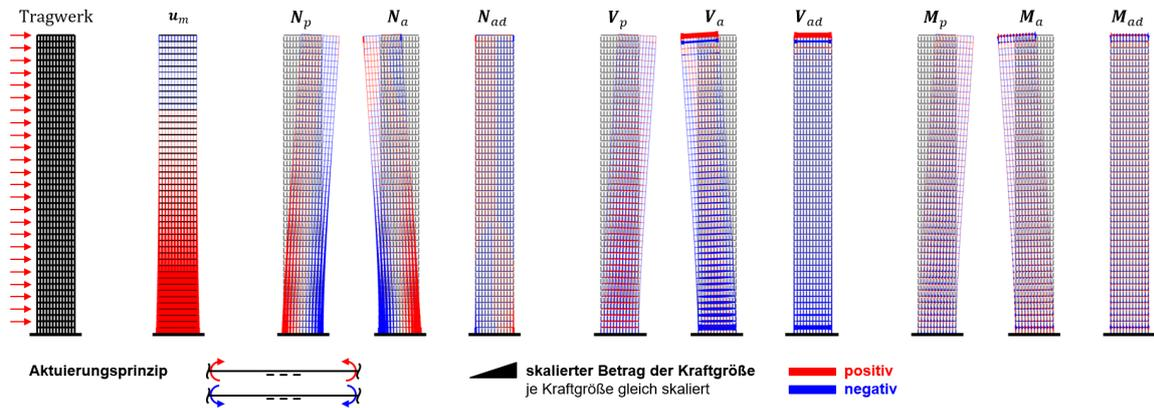 Tragwerk u_m N_p N_a N_ad V_p V_a V_ad M_p M_a M_ad
Aktuierungsprinzip
skalierter Betrag der Kraftgröße
je Kraftgröße gleich skaliert
positiv
negativ